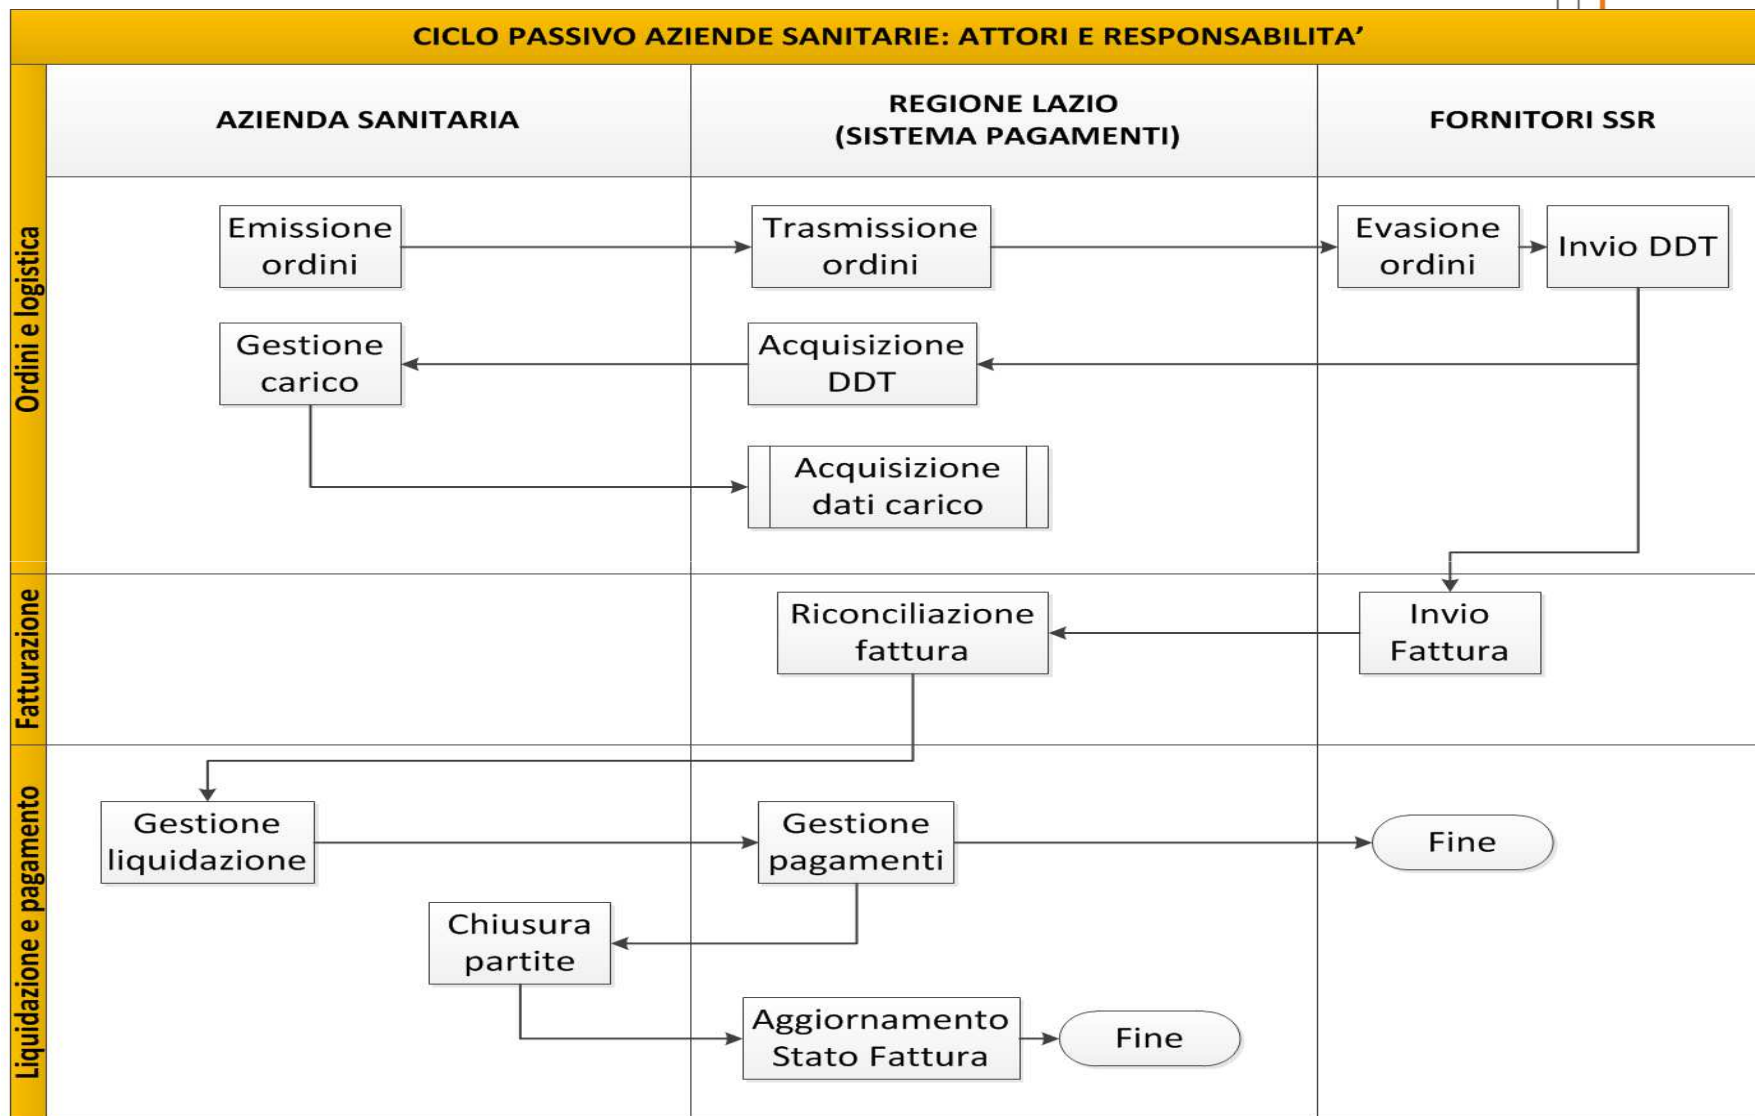 CICLO PASSIVO AZIENDE SANITARIE: ATTORI E RESPONSABILITA’
AZIENDA SANITARIA
REGIONE LAZIO
(SISTEMA PAGAMENTI)
FORNITORI SSR
Ordini e logistica
Emissione
ordini
Trasmissione
ordini
Evasione
ordini
Invio DDT
Gestione
carico
Acquisizione
DDT
Acquisizione
dati carico
Fatturazione
Riconciliazione
fattura
Invio
Fattura
Liquidazione e pagamento
Gestione
liquidazione
Gestione
pagamenti
Fine
Chiusura
partite
Aggiornamento
Stato Fattura
Fine